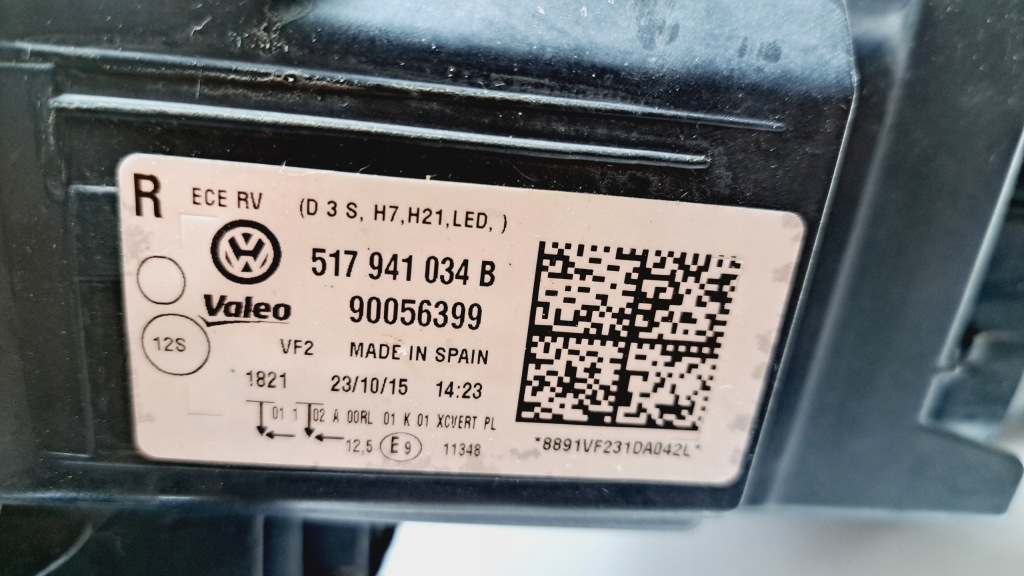 R ECE RV (D 3 S, H7,H21,LED, )
517 941 034 B
Valeo 90056399
12S VF2 MADE IN SPAIN
1821 23/10/15 14:23
01 1 02 A 00RL 01 K 01 XCVERT PL
12,5 E9 11348
*8891VF231DA042L*